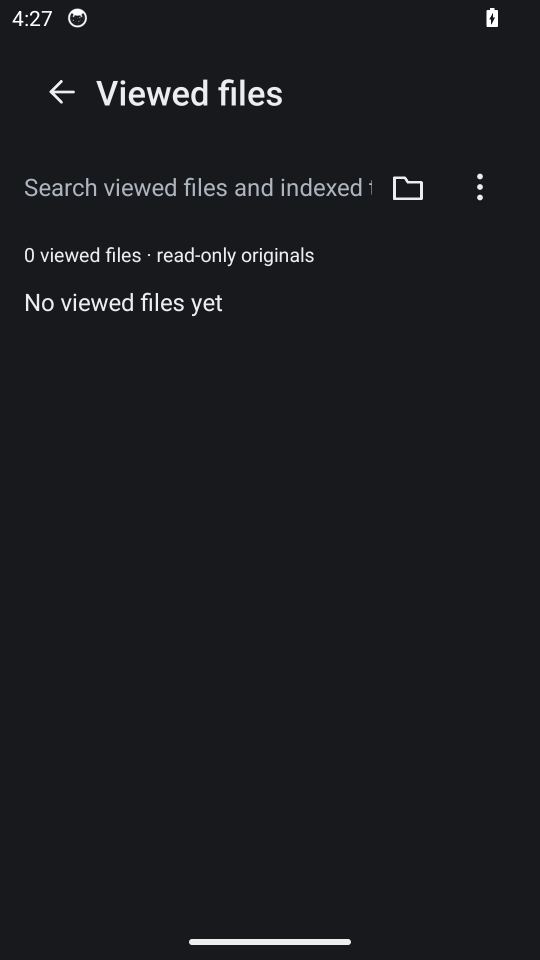 4:27
Viewed files
Search viewed files and indexed
0 viewed files · read-only originals
No viewed files yet